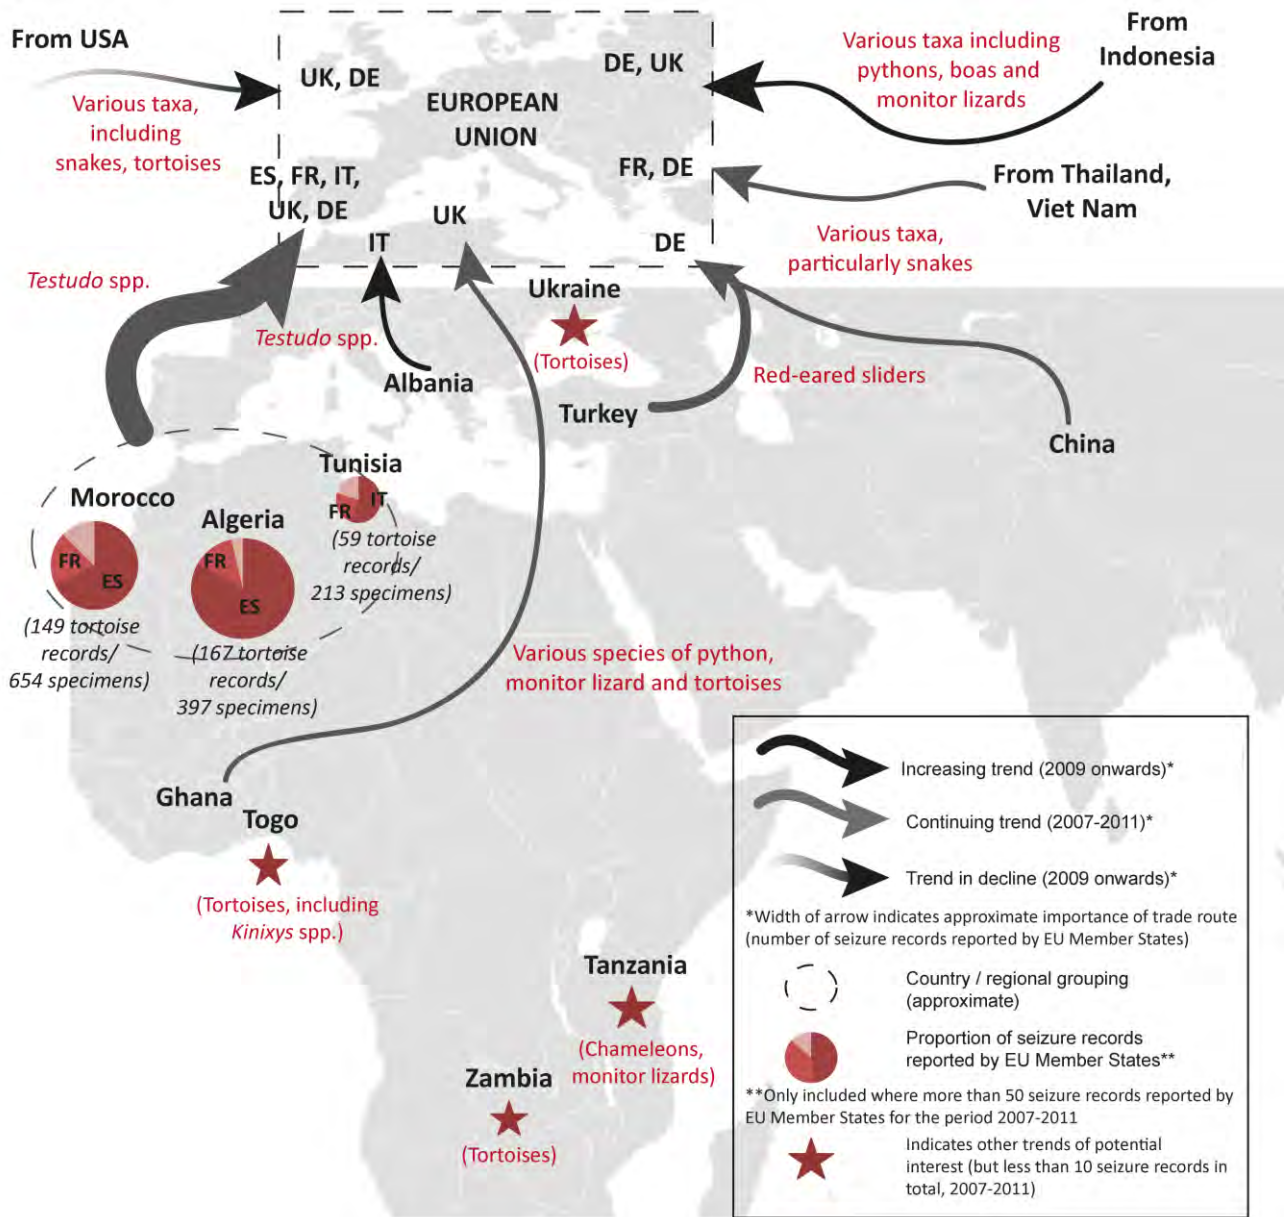 From USA
Various taxa,
including
snakes, tortoises
UK, DE
EUROPEAN
UNION
DE, UK
Various taxa including
pythons, boas and
monitor lizards
From
Indonesia
ES, FR, IT,
UK, DE
UK
IT
FR, DE
DE
From Thailand,
Viet Nam
Various taxa,
particularly snakes
Testudo spp.
Testudo spp.
Albania
Ukraine
(Tortoises)
Turkey
Red-eared sliders
China
Morocco
FR
ES
(149 tortoise
records/
654 specimens)
Algeria
FR
ES
(167 tortoise
records/
397 specimens)
Tunisia
FR
IT
(59 tortoise
records/
213 specimens)
Various species of python,
monitor lizard and tortoises
Ghana
Togo
(Tortoises, including
Kinixys spp.)
Tanzania
(Chameleons,
monitor lizards)
Zambia
(Tortoises)
Increasing trend (2009 onwards)*
Continuing trend (2007-2011)*
Trend in decline (2009 onwards)*
*Width of arrow indicates approximate importance of trade route
(number of seizure records reported by EU Member States)
Country / regional grouping
(approximate)
Proportion of seizure records
reported by EU Member States**
**Only included where more than 50 seizure records reported by
EU Member States for the period 2007-2011
Indicates other trends of potential
interest (but less than 10 seizure records in
total, 2007-2011)